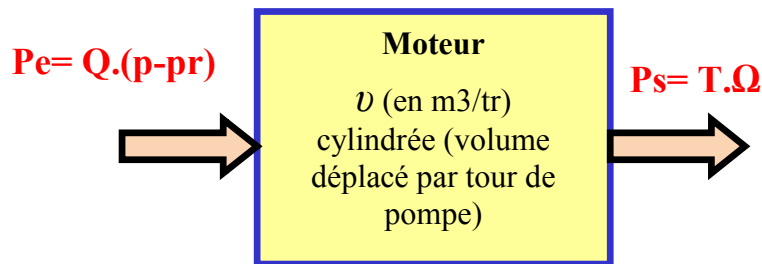 Pe= Q.(p-pr)
Moteur
υ (en m3/tr)
cylindrée (volume
déplacé par tour de
pompe)
Ps= T.Ω